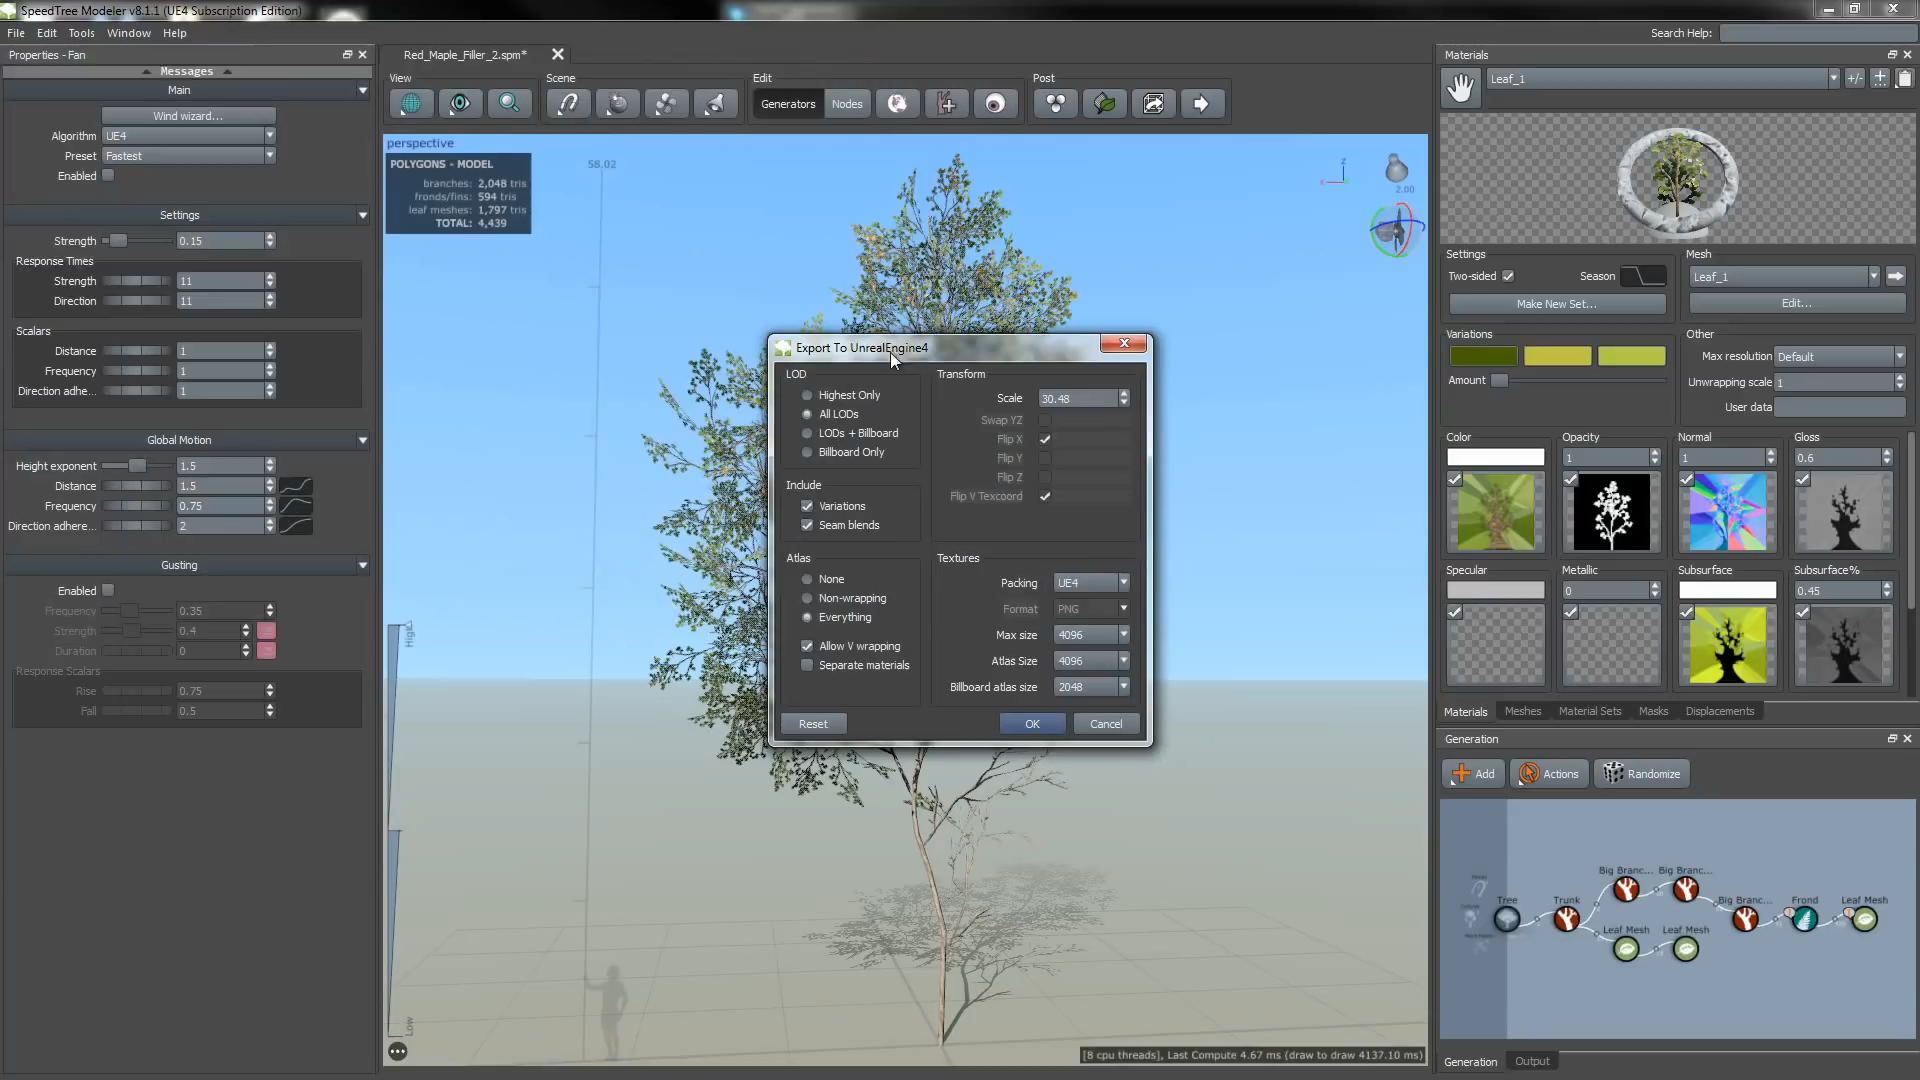 SpeedTree Modeler v8.1.1 (UE4 Subscription Edition)
File Edit Tools Window Help
Search Help:
Properties - Fan
Messages
Main
Wind wizard...
Algorithm UE4
Preset Fastest
Enabled
Settings
Strength 0.15
Response Times
Strength 11
Direction 11
Scalars
Distance 1
Frequency 1
Direction adhe... 1
Global Motion
Height exponent 1.5
Distance 1.5
Frequency 0.75
Direction adhere... 2
Gusting
Enabled
Frequency 0.35
Strength 0.4
Duration 0
Response Scalars
Rise 0.75
Fall 0.5
Red_Maple_Filler_2.spm*
View Scene Edit Post
Generators Nodes
perspective
POLYGONS - MODEL
branches: 2,048 tris
fronds/fins: 594 tris
leaf meshes: 1,797 tris
TOTAL: 4,439
58.02
z
x
2.00
High
Low
Export To UnrealEngine4
LOD
Highest Only
All LODs
LODs + Billboard
Billboard Only
Include
Variations
Seam blends
Atlas
None
Non-wrapping
Everything
Allow V wrapping
Separate materials
Transform
Scale 30.48
Swap YZ
Flip X
Flip Y
Flip Z
Flip V Texcoord
Textures
Packing UE4
Format PNG
Max size 4096
Atlas Size 4096
Billboard atlas size 2048
Reset OK Cancel
[8 cpu threads], Last Compute 4.67 ms (draw to draw 4137.10 ms)
Materials
Leaf_1
+/-
Settings
Two-sided Season
Make New Set...
Mesh
Leaf_1
Edit...
Variations
Amount
Other
Max resolution Default
Unwrapping scale 1
User data
Color Opacity Normal Gloss
1 1 0.6
Specular Metallic Subsurface Subsurface%
0 0.45
Materials Meshes Material Sets Masks Displacements
Generation
Add Actions Randomize
Big Branc... Big Branc...
Tree Trunk Big Branc... Frond Leaf Mesh
Leaf Mesh Leaf Mesh
Generation Output